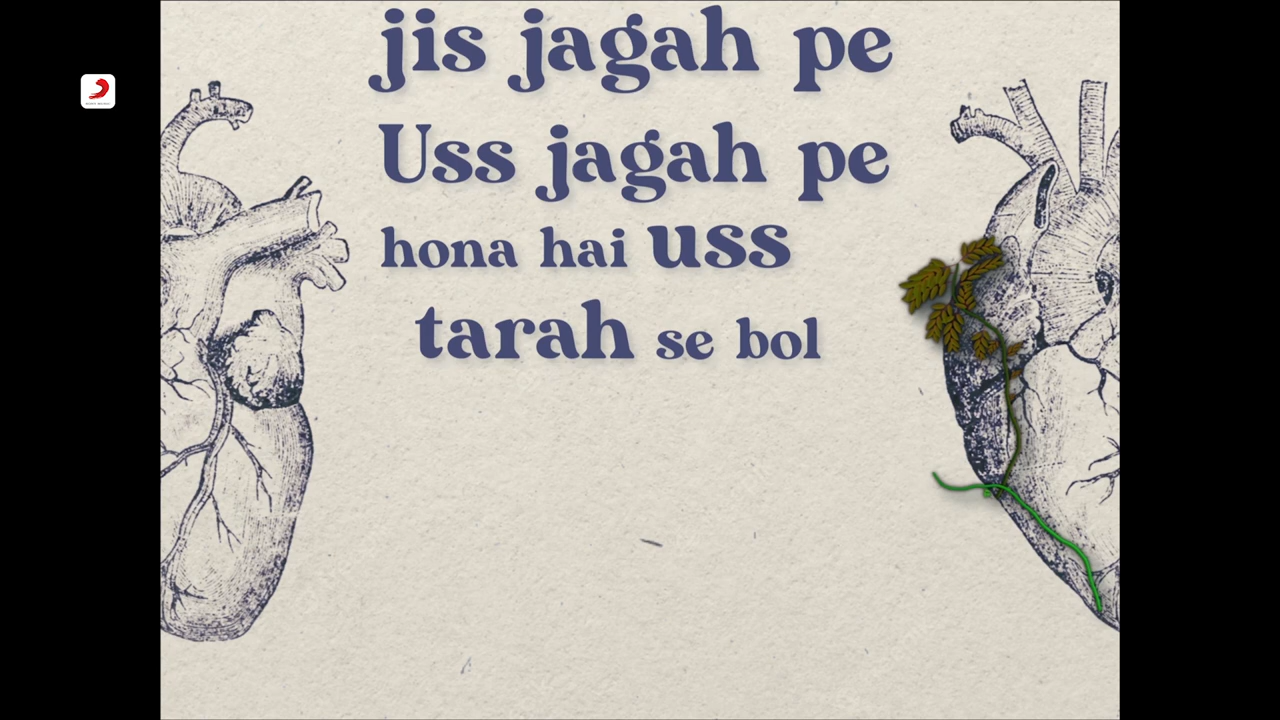 jis jagah pe
Uss jagah pe
hona hai uss
tarah se bol